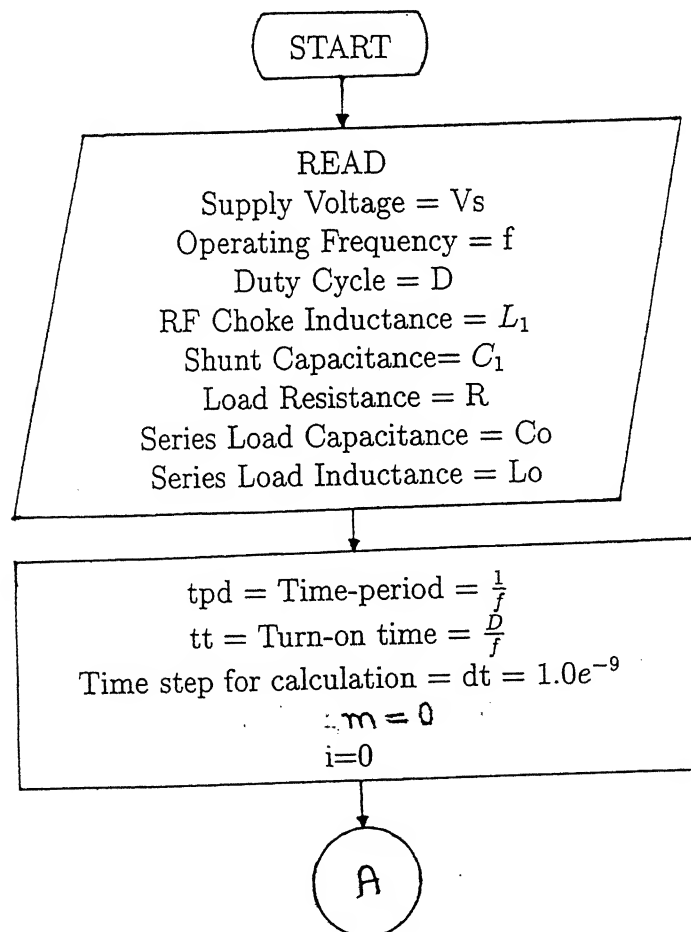 START
READ
Supply Voltage = Vs
Operating Frequency = f
Duty Cycle = D
RF Choke Inductance = L₁
Shunt Capacitance= C₁
Load Resistance = R
Series Load Capacitance = Co
Series Load Inductance = Lo
tpd = Time-period = 1/f
tt = Turn-on time = D/f
Time step for calculation = dt = 1.0e⁻⁹
m = 0
i=0
A